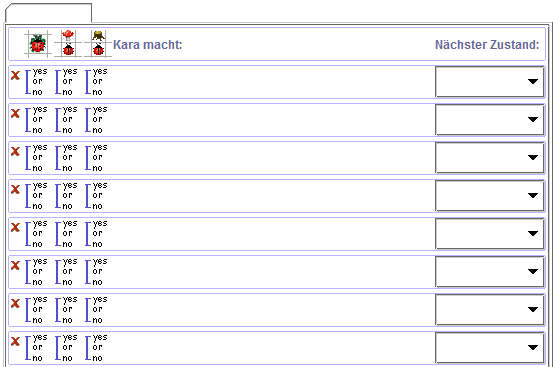 Kara macht: Nächster Zustand:
yes yes yes
or or or
no no no
yes yes yes
or or or
no no no
yes yes yes
or or or
no no no
yes yes yes
or or or
no no no
yes yes yes
or or or
no no no
yes yes yes
or or or
no no no
yes yes yes
or or or
no no no
yes yes yes
or or or
no no no